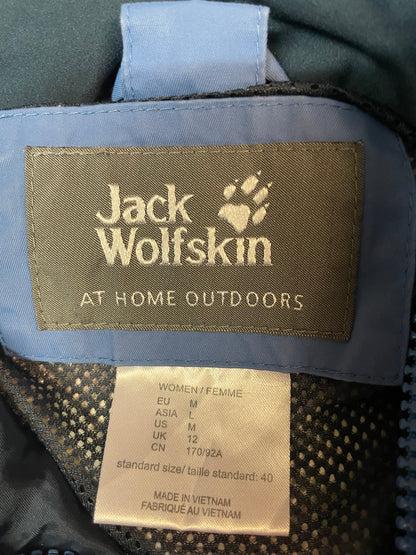 Jack
Wolfskin
AT HOME OUTDOORS
WOMEN / FEMME
EU M
ASIA L
US M
UK 12
CN 170/92A
standard size/ taille standard: 40
MADE IN VIETNAM
FABRIQUÉ AU VIETNAM